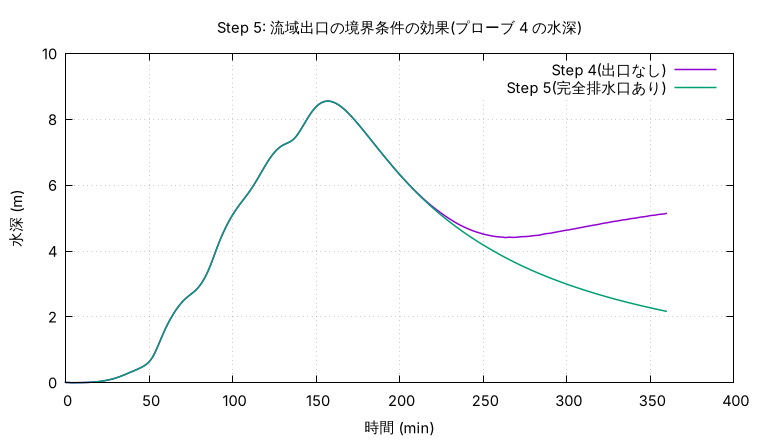 Step 5: 流域出口の境界条件の効果(プローブ 4 の水深)
10
8
6
4
2
0
水深 (m)
Step 4(出口なし)
Step 5(完全排水口あり)
0 50 100 150 200 250 300 350 400
時間 (min)